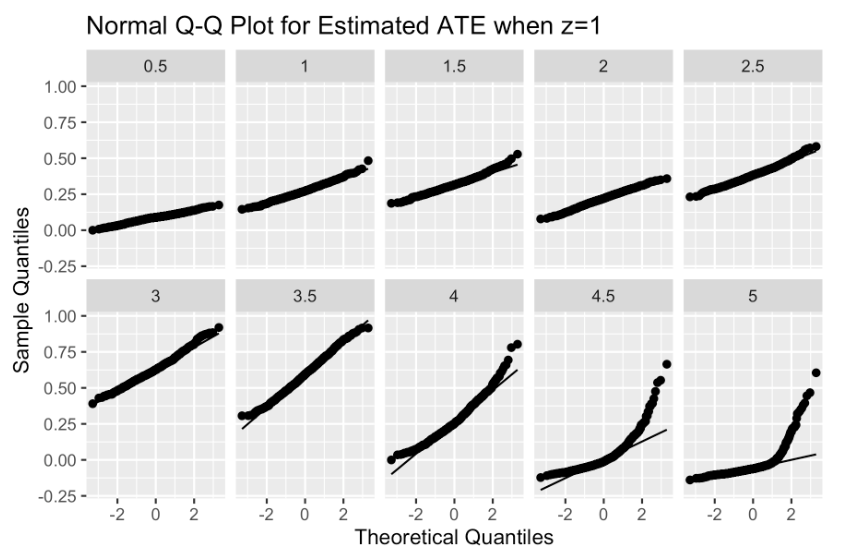 Normal Q-Q Plot for Estimated ATE when z=1
0.5 1 1.5 2 2.5
1.00
0.75
0.50
0.25
0.00
-0.25
3 3.5 4 4.5 5
1.00
0.75
0.50
0.25
0.00
-0.25
Sample Quantiles
-2 0 2 -2 0 2 -2 0 2 -2 0 2 -2 0 2
Theoretical Quantiles